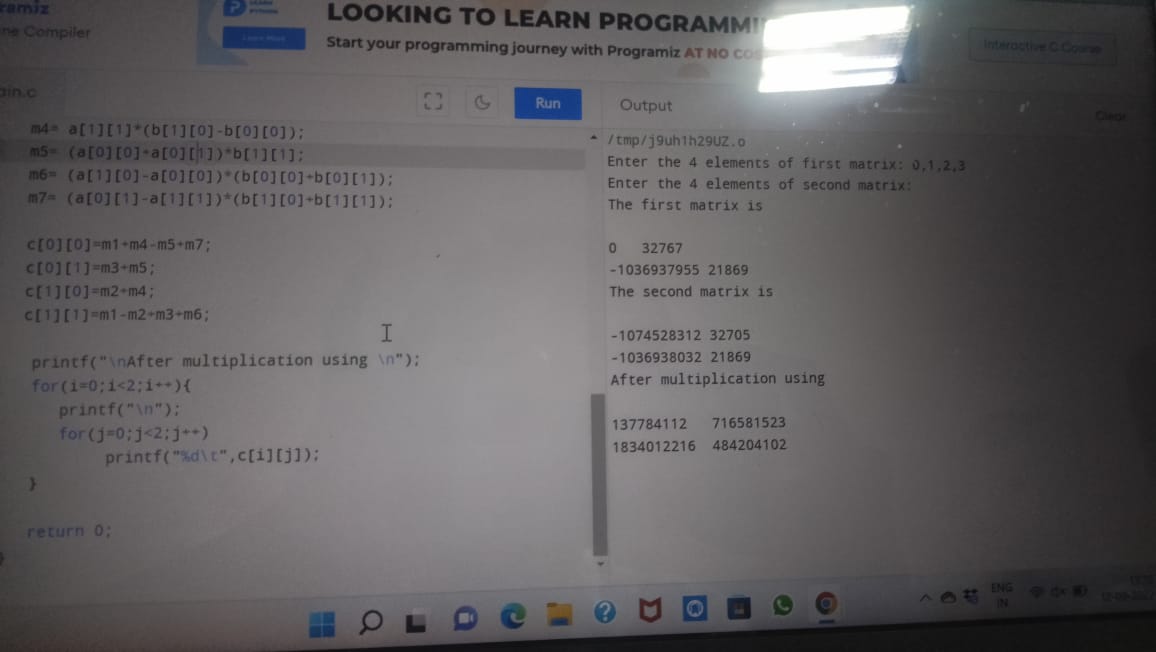 ramiz
ne Compiler
LOOKING TO LEARN PROGRAMMI
Start your programming journey with Programiz AT NO COS
Learn More
Interactive C Course
ain.c
Run
Output
Clear
m4= a[1][1]*(b[1][0]-b[0][0]);
m5= (a[0][0]+a[0][1])*b[1][1];
m6= (a[1][0]-a[0][0])*(b[0][0]+b[0][1]);
m7= (a[0][1]-a[1][1])*(b[1][0]+b[1][1]);
c[0][0]=m1+m4-m5+m7;
c[0][1]=m3+m5;
c[1][0]=m2+m4;
c[1][1]=m1-m2+m3+m6;
printf("\nAfter multiplication using \n");
for(i=0;i<2;i++){
printf("\n");
for(j=0;j<2;j++)
printf("%d\t",c[i][j]);
}
return 0;
}
/tmp/j9uh1h29UZ.o
Enter the 4 elements of first matrix: 0,1,2,3
Enter the 4 elements of second matrix:
The first matrix is
0 32767
-1036937955 21869
The second matrix is
-1074528312 32705
-1036938032 21869
After multiplication using
137784112 716581523
1834012216 484204102
ENG
IN